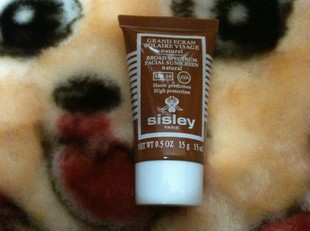 GRAND ECRAN
SOLAIRE VISAGE
naturel
BROAD SPECTRUM
FACIAL SUNSCREEN
natural
UVA
Haute protection
High protection
sisley
PARIS
NET WT 0.5 OZ 15 g 15 ml